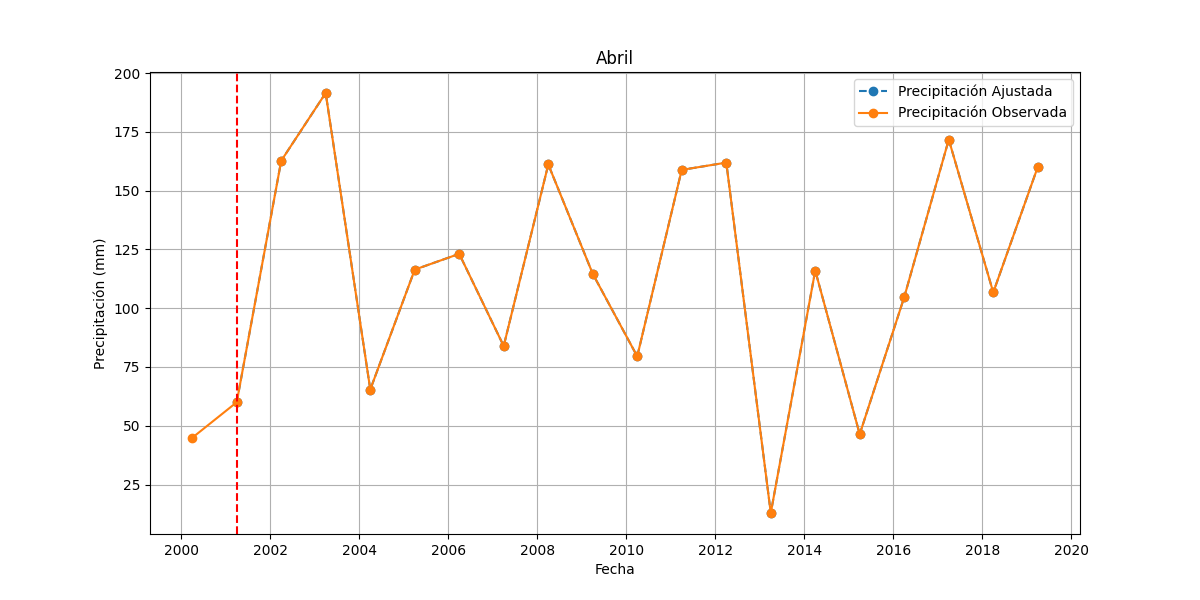 Abril
Precipitación Ajustada
Precipitación Observada
Precipitación (mm)
200
175
150
125
100
75
50
25
2000 2002 2004 2006 2008 2010 2012 2014 2016 2018 2020
Fecha